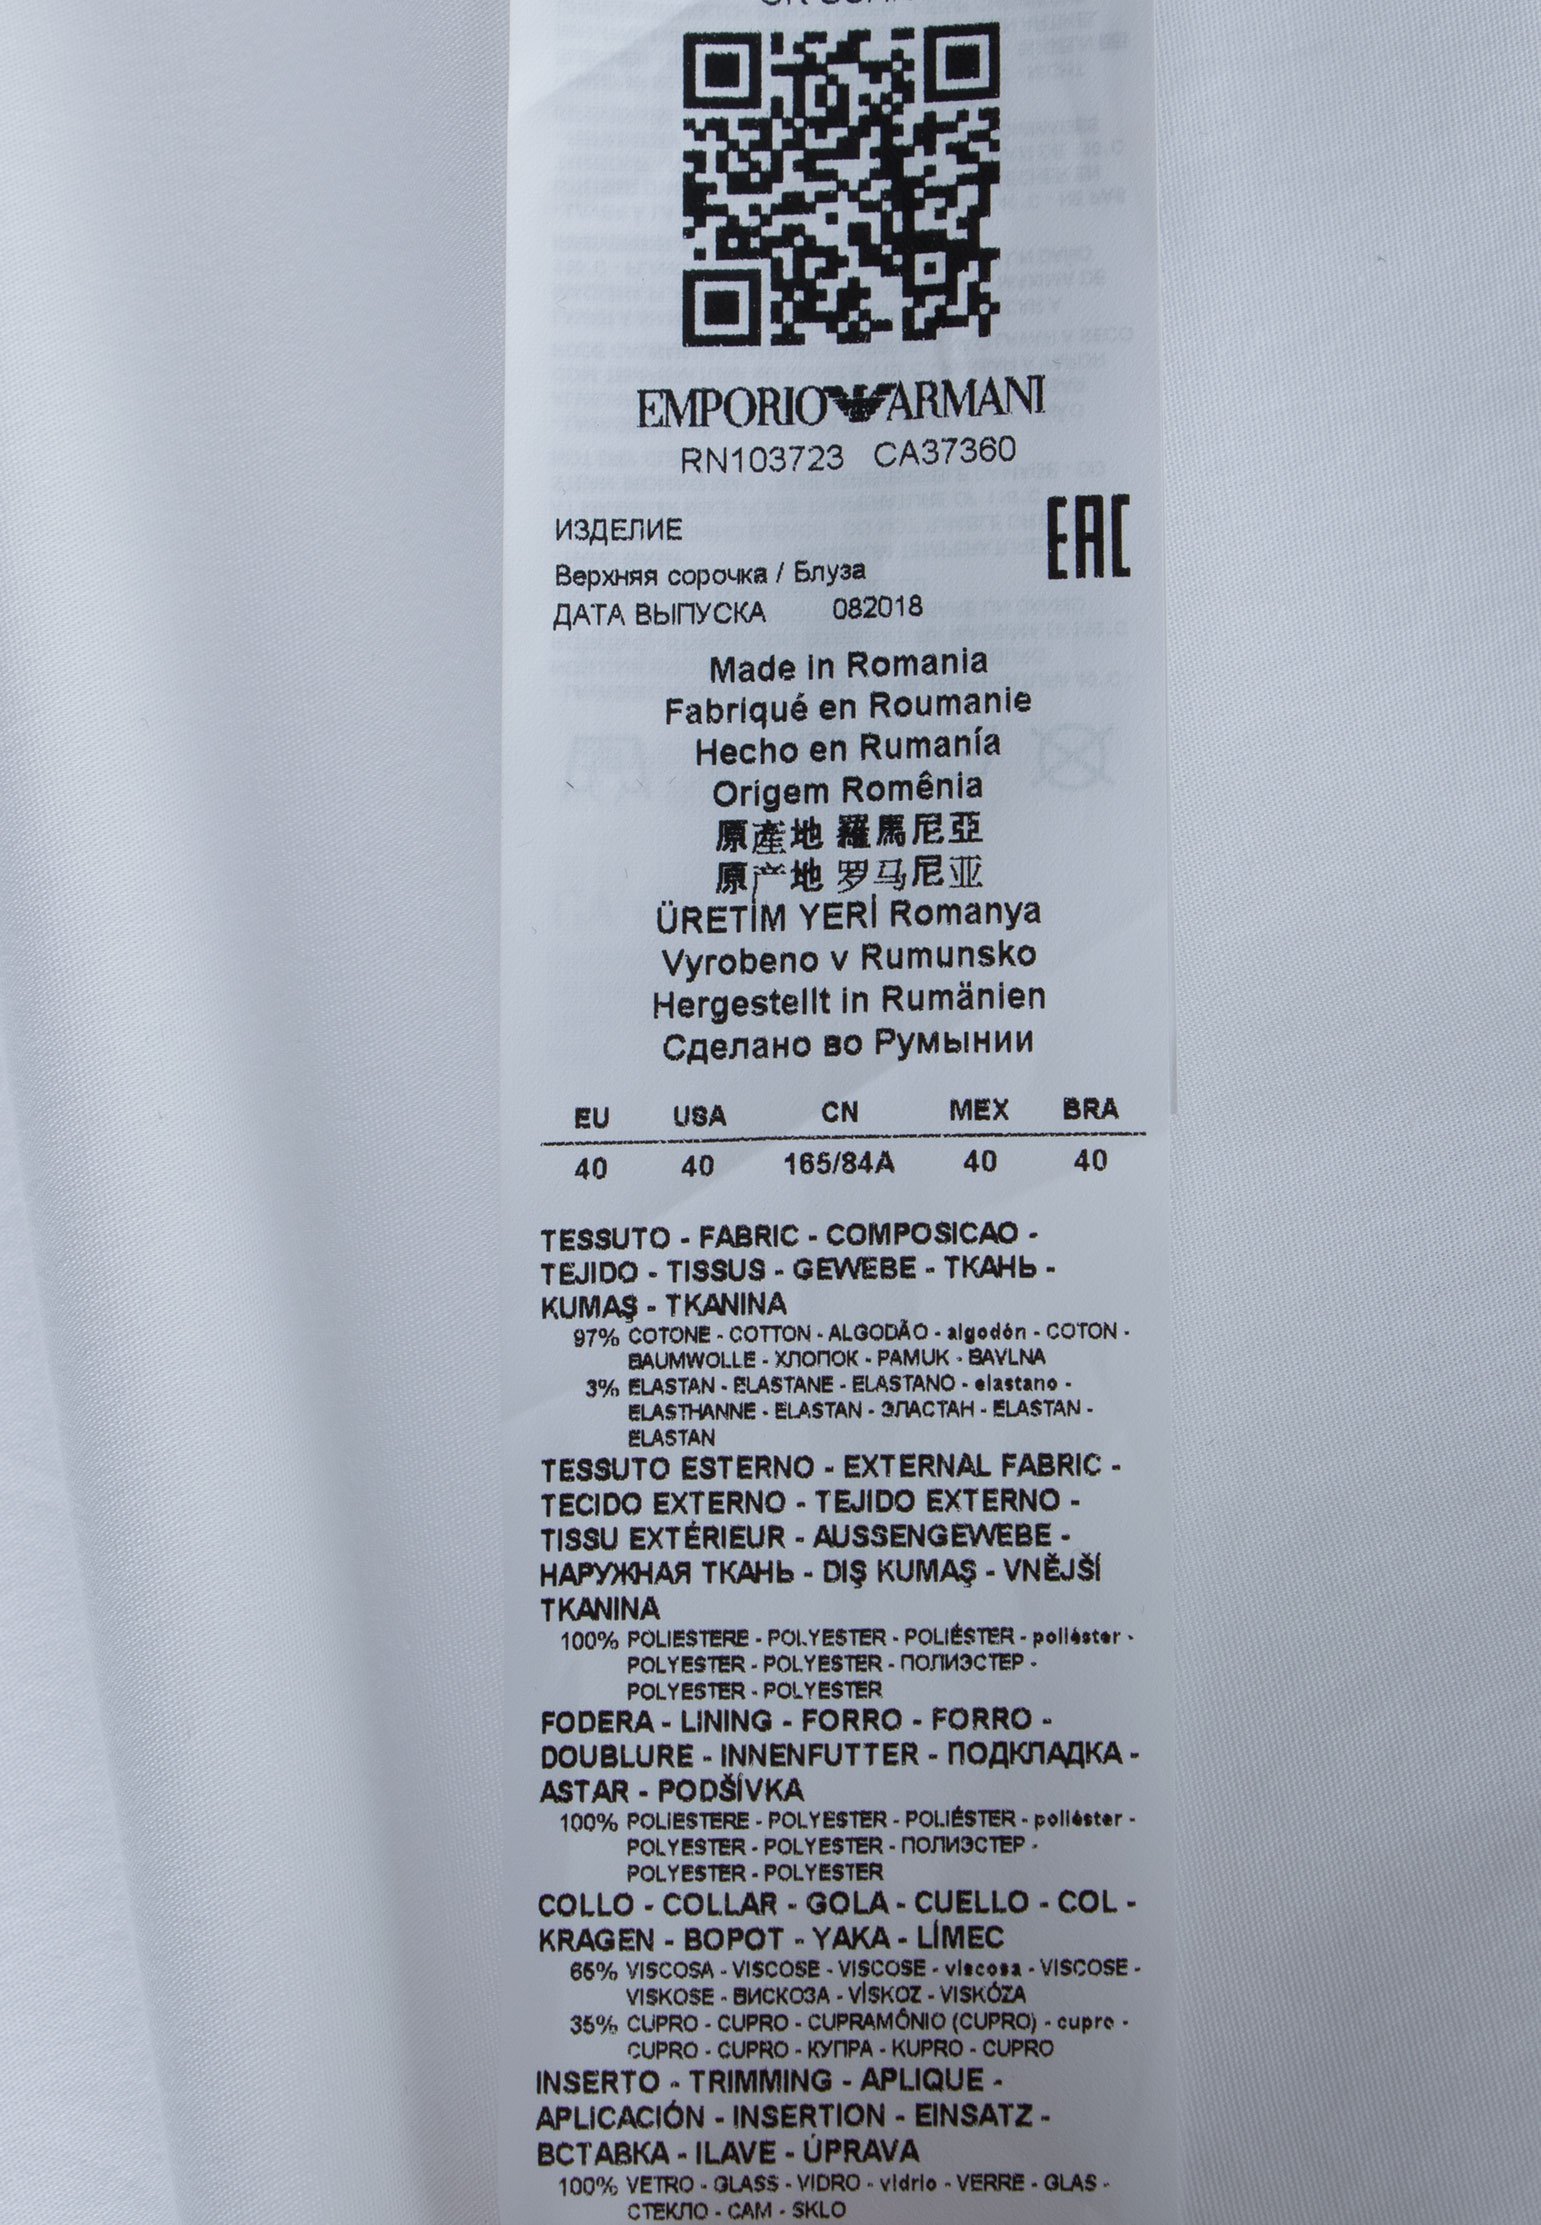 EMPORIO ARMANI
RN103723 CA37360
EAC
ИЗДЕЛИЕ
Верхняя сорочка / Блуза
ДАТА ВЫПУСКА 082018
Made in Romania
Fabriqué en Roumanie
Hecho en Rumanía
Origem Romênia
原產地 羅馬尼亞
原产地 罗马尼亚
ÜRETİM YERİ Romanya
Vyrobeno v Rumunsko
Hergestellt in Rumänien
Сделано во Румынии
EU USA CN MEX BRA
40 40 165/84A 40 40
TESSUTO - FABRIC - COMPOSICAO -
TEJIDO - TISSUS - GEWEBE - ТКАНЬ -
KUMAŞ - TKANINA
97% COTONE - COTTON - ALGODÃO - algodón - COTON -
BAUMWOLLE - ХЛОПОК - PAMUK - BAVLNA
3% ELASTAN - ELASTANE - ELASTANO - elastano -
ELASTHANNE - ELASTAN - ЭЛАСТАН - ELASTAN -
ELASTAN
TESSUTO ESTERNO - EXTERNAL FABRIC -
TECIDO EXTERNO - TEJIDO EXTERNO -
TISSU EXTÉRIEUR - AUSSENGEWEBE -
НАРУЖНАЯ ТКАНЬ - DIŞ KUMAŞ - VNĚJŠÍ
TKANINA
100% POLIESTERE - POLYESTER - POLIÉSTER - poliéster -
POLYESTER - POLYESTER - ПОЛИЭСТЕР -
POLYESTER - POLYESTER
FODERA - LINING - FORRO - FORRO -
DOUBLURE - INNENFUTTER - ПОДКЛАДКА -
ASTAR - PODŠÍVKA
100% POLIESTERE - POLYESTER - POLIÉSTER - poliéster -
POLYESTER - POLYESTER - ПОЛИЭСТЕР -
POLYESTER - POLYESTER
COLLO - COLLAR - GOLA - CUELLO - COL -
KRAGEN - ВОРОТ - YAKA - LÍMEC
65% VISCOSA - VISCOSE - VISCOSE - viscosa - VISCOSE -
VISKOSE - ВИСКОЗА - VİSKOZ - VISKÓZA
35% CUPRO - CUPRO - CUPRAMÔNIO (CUPRO) - cupro -
CUPRO - CUPRO - КУПРА - KUPRO - CUPRO
INSERTO - TRIMMING - APLIQUE -
APLICACIÓN - INSERTION - EINSATZ -
ВСТАВКА - ILAVE - ÚPRAVA
100% VETRO - GLASS - VIDRO - vidrio - VERRE - GLAS -
СТЕКЛО - CAM - SKLO